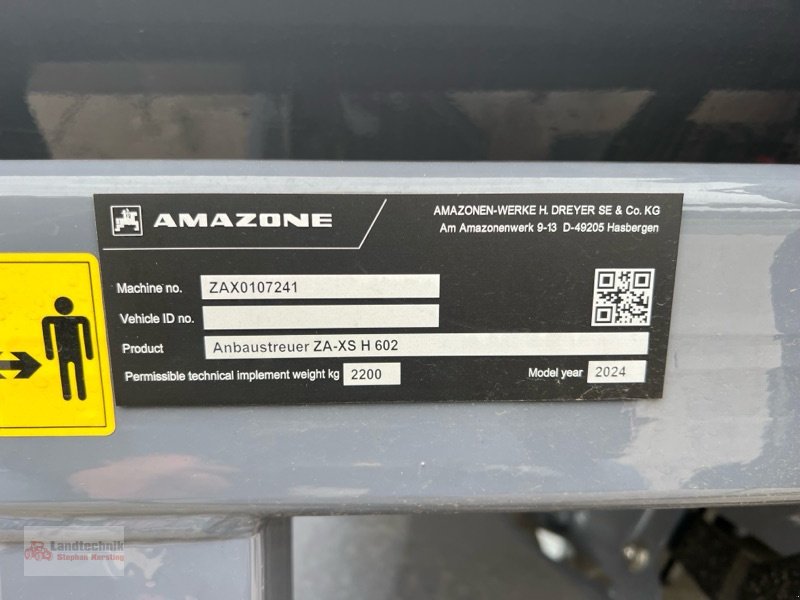 AMAZONE
AMAZONEN-WERKE H. DREYER SE & Co. KG
Am Amazonenwerk 9-13 D-49205 Hasbergen
Machine no. ZAX0107241
Vehicle ID no.
Product Anbaustreuer ZA-XS H 602
Permissible technical implement weight kg 2200
Model year 2024
Landtechnik
Stephan Kersting